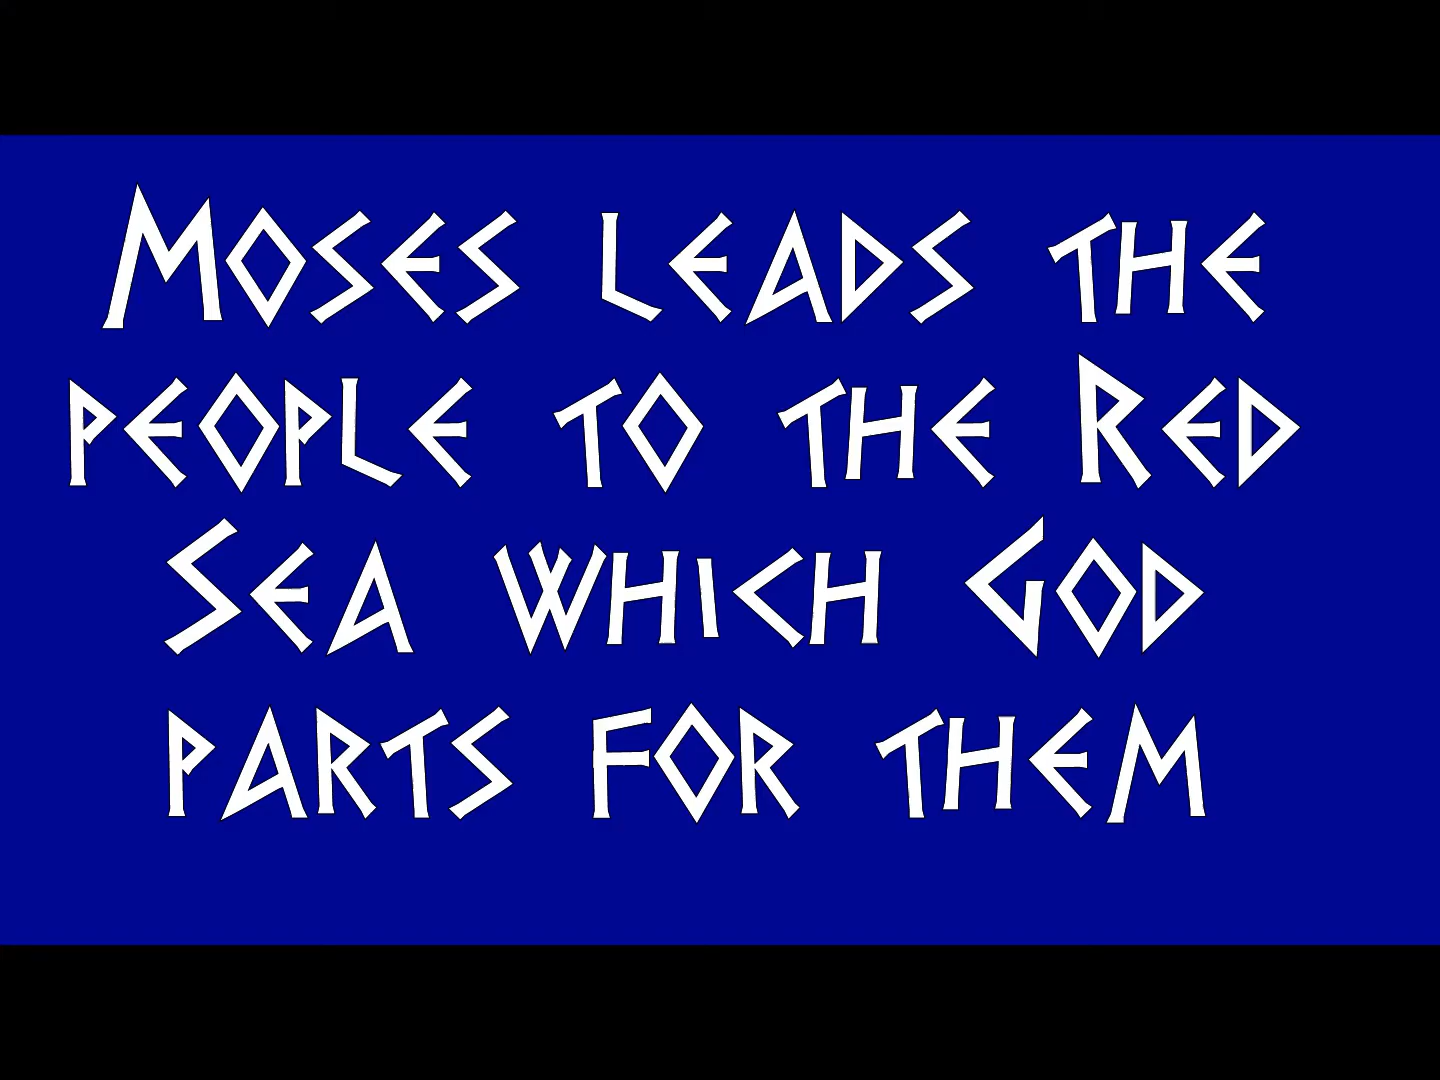 Moses leads the
people to the Red
Sea which God
parts for them